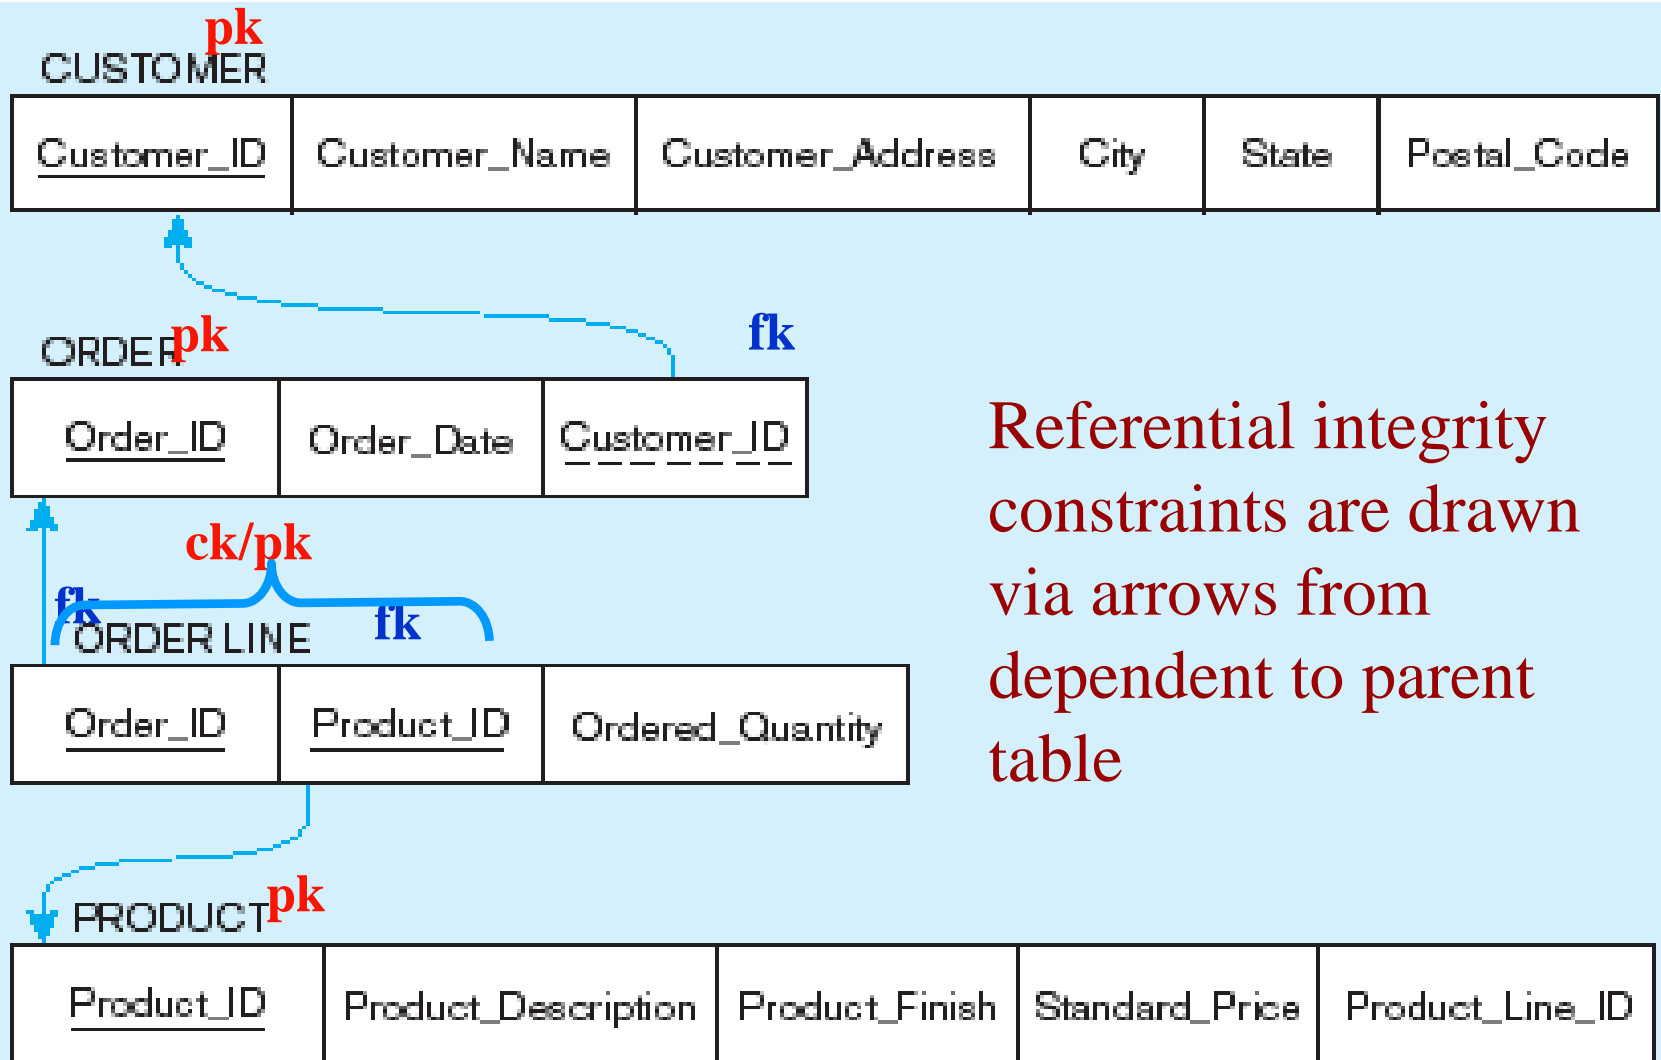 pk
CUSTOMER
Customer_ID Customer_Name Customer_Address City State Postal_Code
pk fk
ORDER
Order_ID Order_Date Customer_ID
Referential integrity
constraints are drawn
via arrows from
dependent to parent
table
ck/pk
fk fk
ORDER LINE
Order_ID Product_ID Ordered_Quantity
pk
PRODUCT
Product_ID Product_Description Product_Finish Standard_Price Product_Line_ID